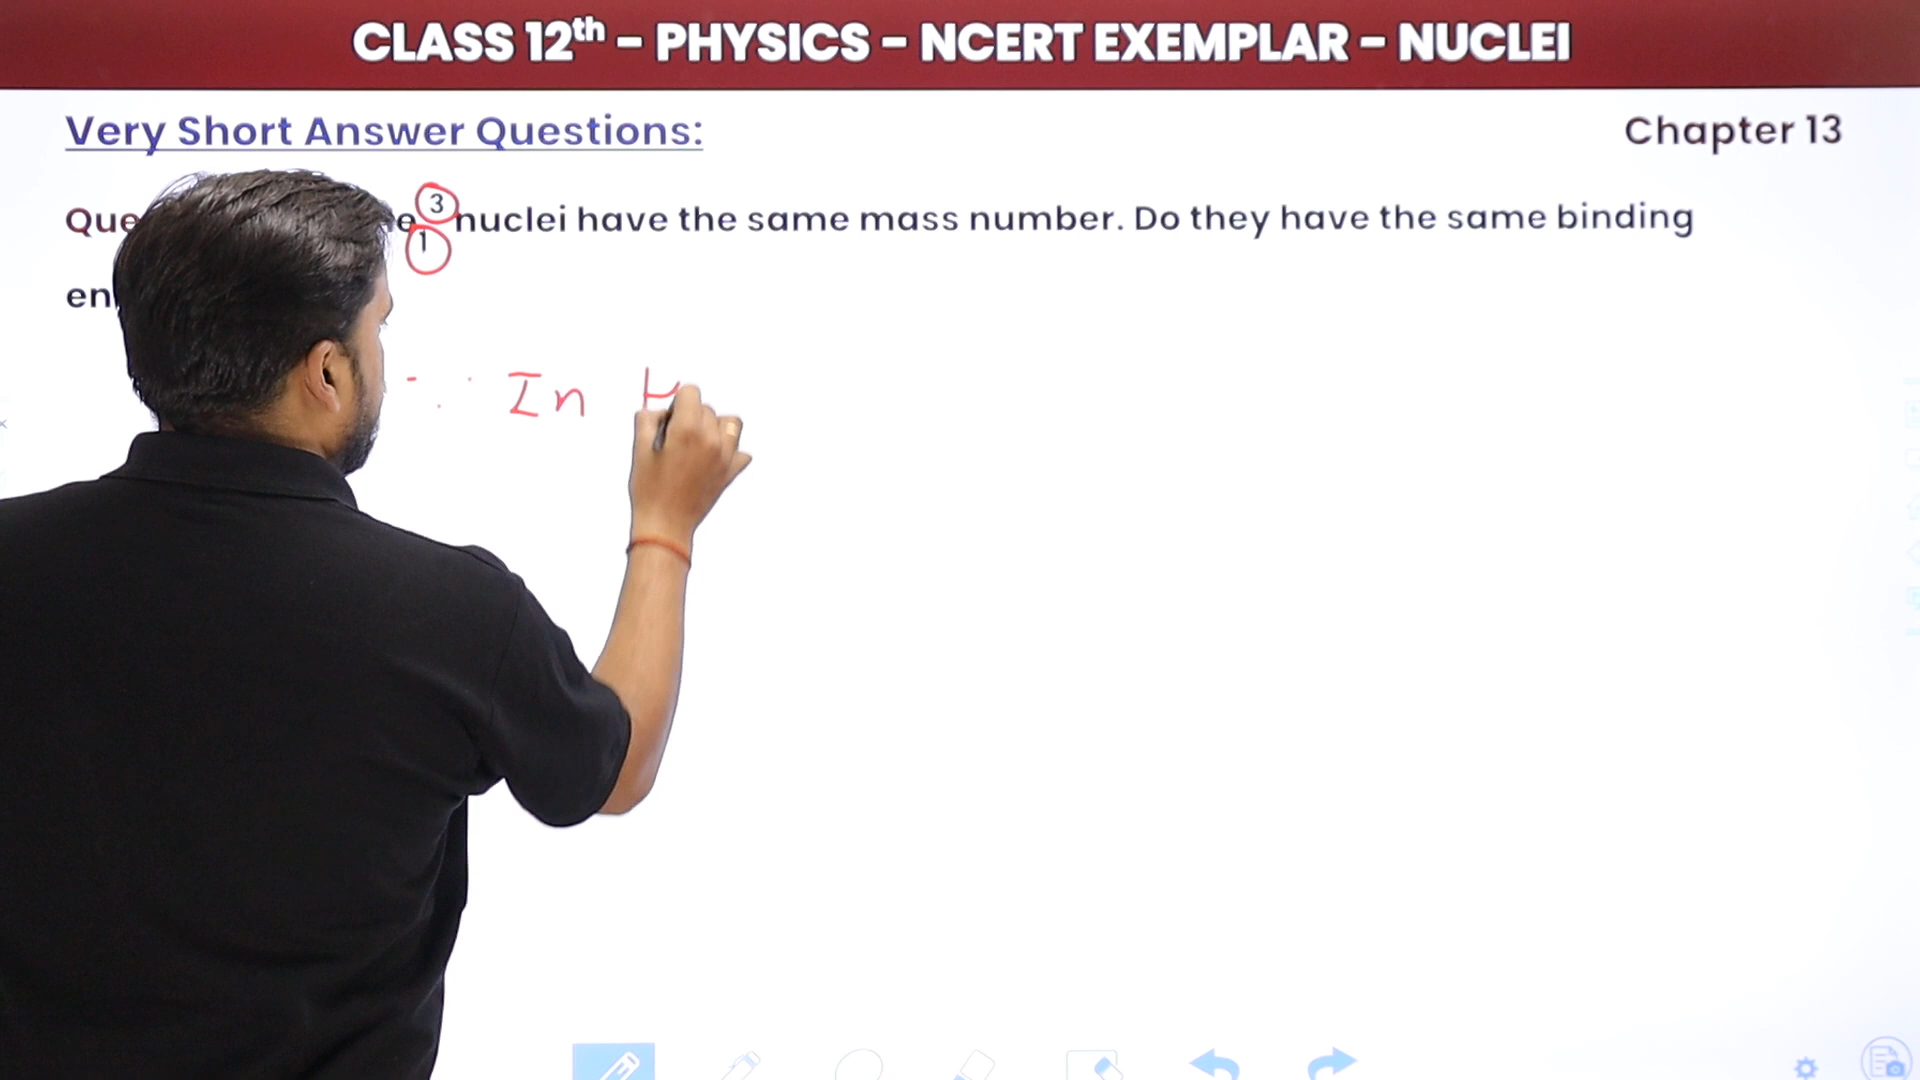 CLASS 12th – PHYSICS – NCERT EXEMPLAR – NUCLEI
Very Short Answer Questions:
Chapter 13
Que e 3 1 nuclei have the same mass number. Do they have the same binding
en
∵ In H